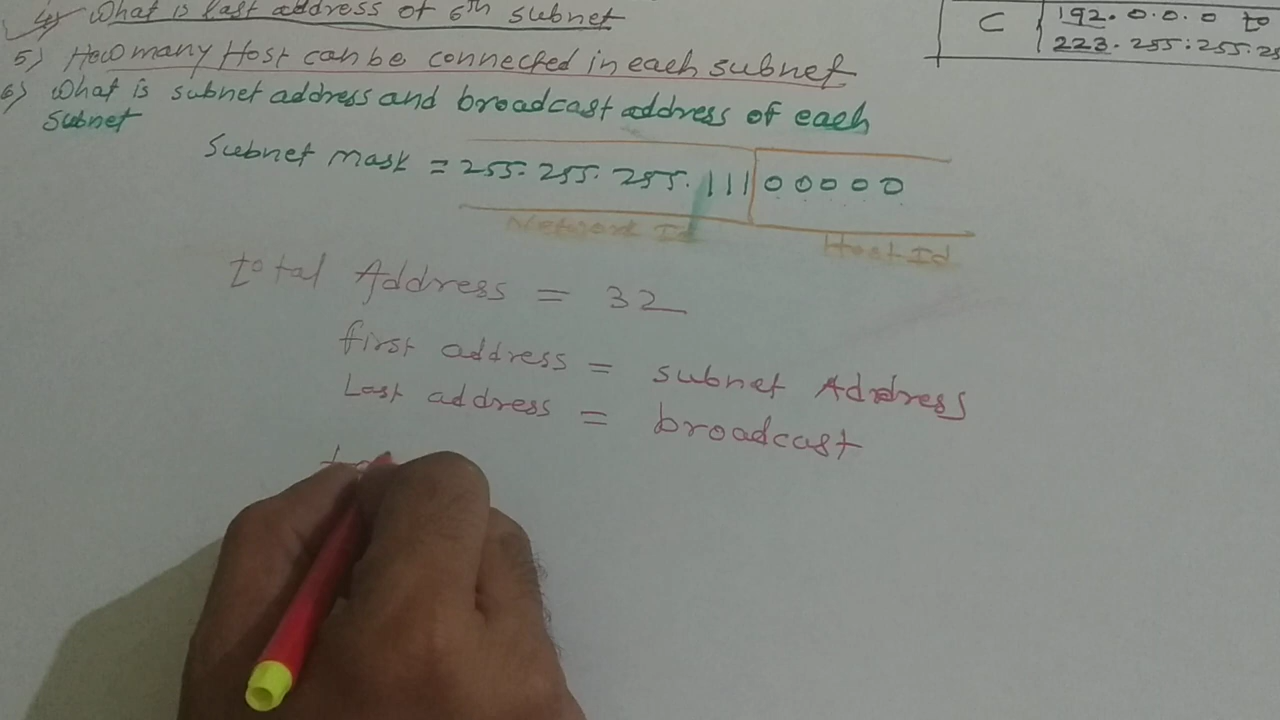 4) What is last address of 6th subnet
C 192.0.0.0 to
223.255.255.25
5) How many Host can be connected in each subnet
6) What is subnet address and broadcast address of each
subnet
Subnet mask = 255.255.255.11100000
Network Id Host Id
total Address = 32
first address = subnet Address
Last address = broadcast